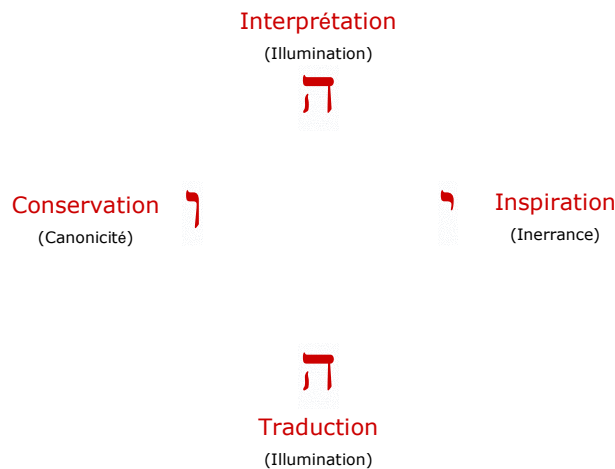 Interprétation
(Illumination)
ה
Conservation
(Canonicité)
ו
י
Inspiration
(Inerrance)
ה
Traduction
(Illumination)